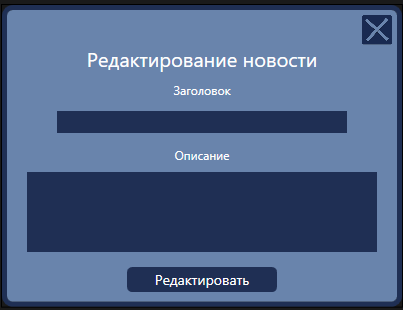 Редактирование новости
Заголовок
Описание
Редактировать